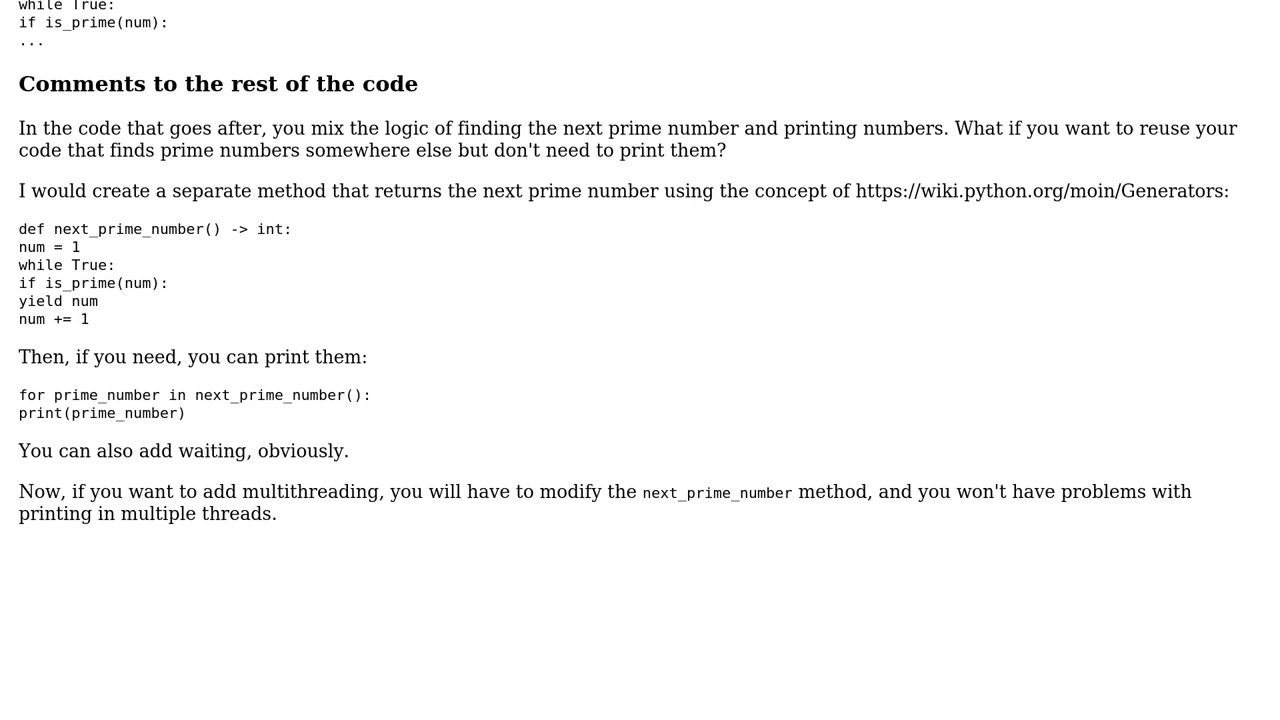 while True:
if is_prime(num):
...
Comments to the rest of the code
In the code that goes after, you mix the logic of finding the next prime number and printing numbers. What if you want to reuse your
code that finds prime numbers somewhere else but don't need to print them?
I would create a separate method that returns the next prime number using the concept of https://wiki.python.org/moin/Generators:
def next_prime_number() -> int:
num = 1
while True:
if is_prime(num):
yield num
num += 1
Then, if you need, you can print them:
for prime_number in next_prime_number():
print(prime_number)
You can also add waiting, obviously.
Now, if you want to add multithreading, you will have to modify the next_prime_number method, and you won't have problems with
printing in multiple threads.